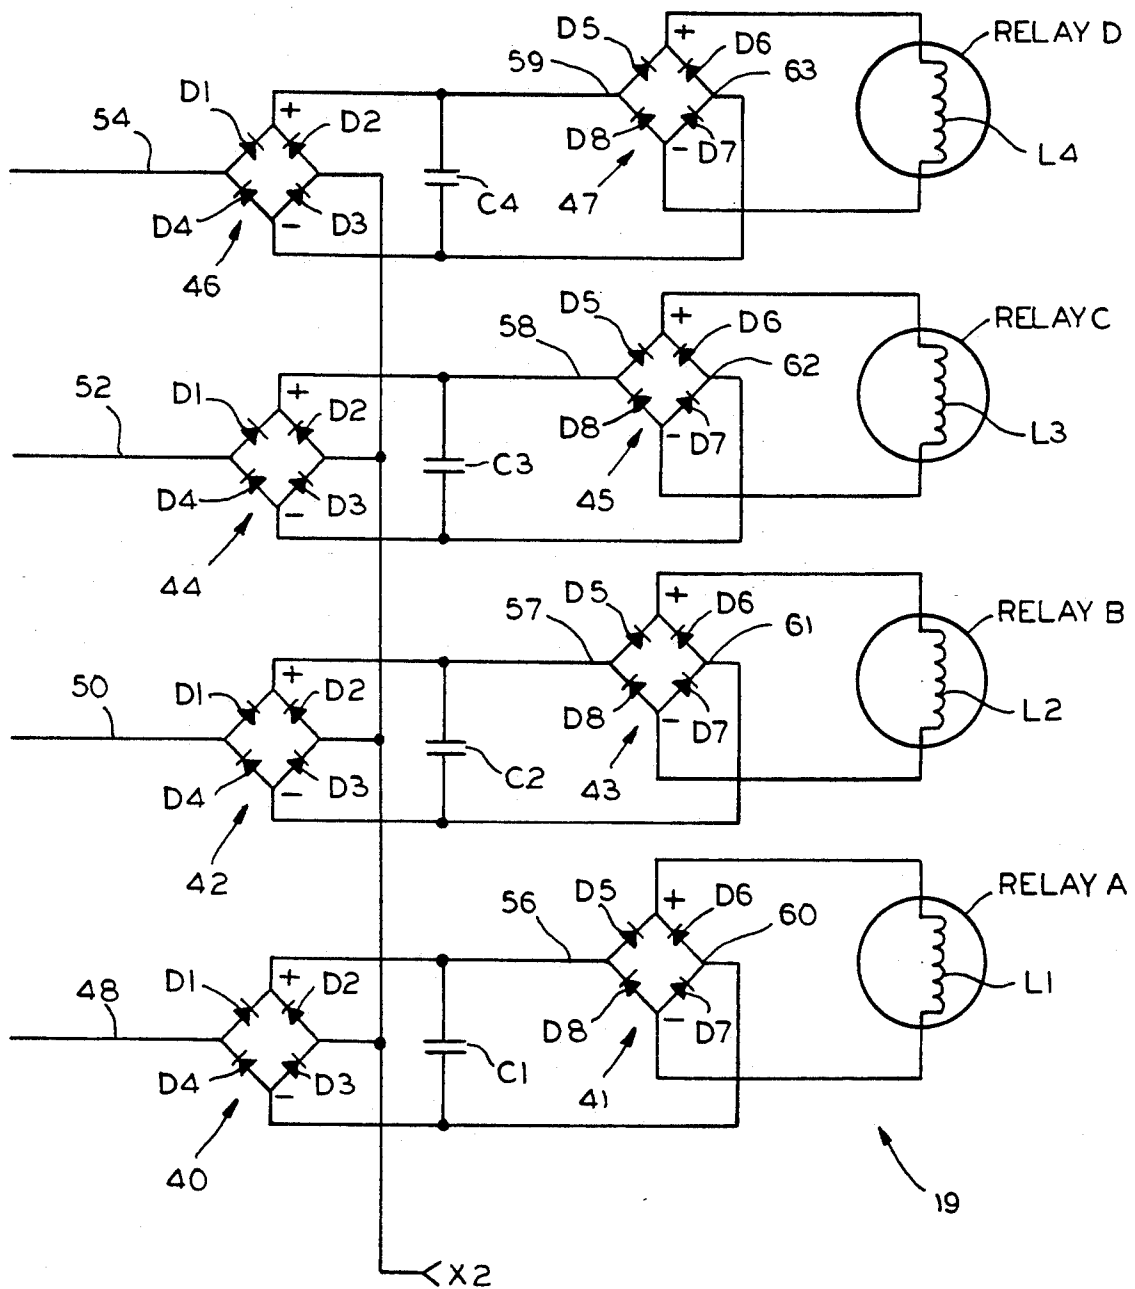 RELAY D
D5
+
D6
59
63
D1
+
D2
54
L4
D8
-
D7
C4
47
D4
-
D3
46
RELAY C
D5
+
D6
58
62
52
D1
+
D2
L3
D8
-
D7
C3
45
D4
-
D3
44
RELAY B
D5
+
D6
57
61
50
D1
+
D2
L2
D8
-
D7
C2
43
D4
-
D3
42
RELAY A
D5
+
D6
56
60
48
D1
+
D2
L1
D8
-
D7
C1
41
D4
-
D3
40
19
X2